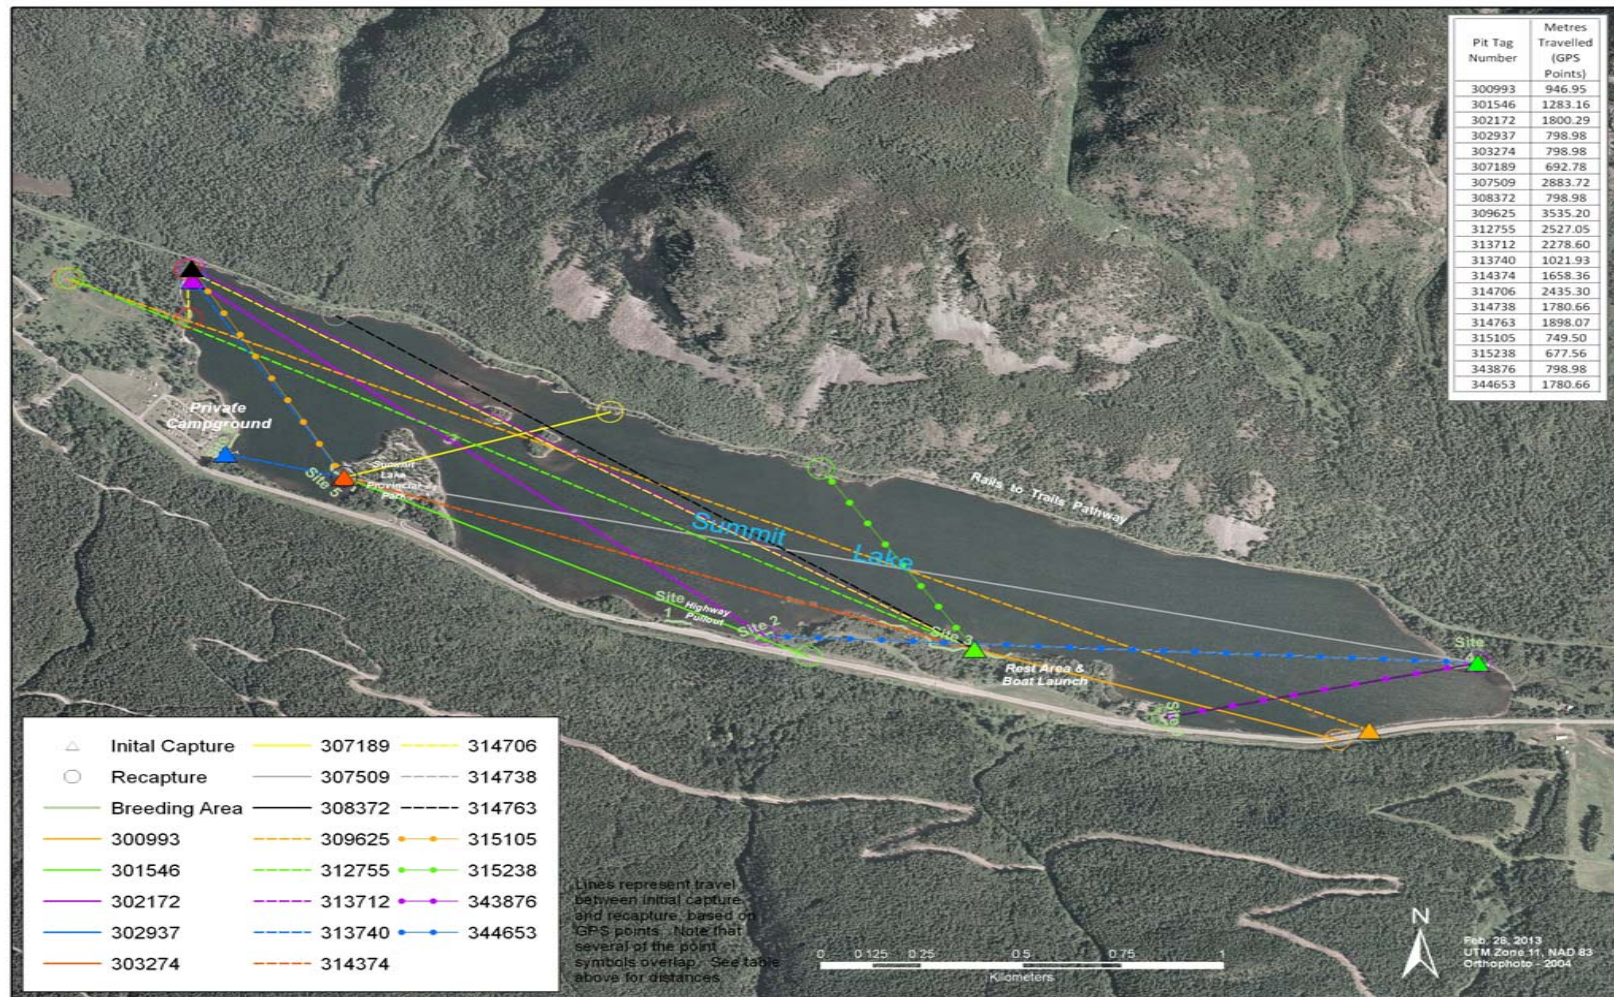 Pit Tag Number
Metres Travelled (GPS Points)
300993 946.95
301546 1283.16
302172 1800.29
302937 798.98
303274 798.98
307189 692.78
307509 2883.72
308372 798.98
309625 3535.20
312755 2527.05
313712 2278.60
313740 1021.93
314374 1658.36
314706 2435.30
314738 1780.66
314763 1898.07
315105 749.50
315238 677.56
343876 798.98
344653 1780.66
Private
Campground
Site 5
Summit
Lake
Provincial
Park
Rails to Trails Pathway
Summit
Lake
Site
1
Highway
Pullout
Site 2
Site 3
Rest Area &
Boat Launch
Site
Site
Inital Capture
Recapture
Breeding Area
300993
301546
302172
302937
303274
307189
307509
308372
309625
312755
313712
313740
314374
314706
314738
314763
315105
315238
343876
344653
Lines represent travel
between initial capture
and recapture, based on
GPS points. Note that
several of the point
symbols overlap. See table
above for distances
0 0.125 0.25 0.5 0.75 1
Kilometers
N
Feb. 28, 2013
UTM Zone 11, NAD 83
Orthophoto - 2004